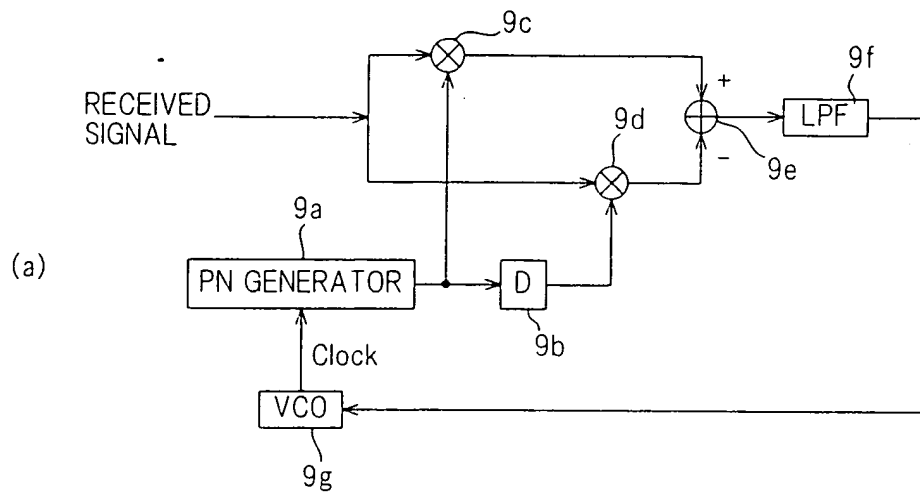 9c
9f
RECEIVED
SIGNAL
+
LPF
9d
9e
-
9a
(a)
PN GENERATOR
D
9b
Clock
VCO
9g